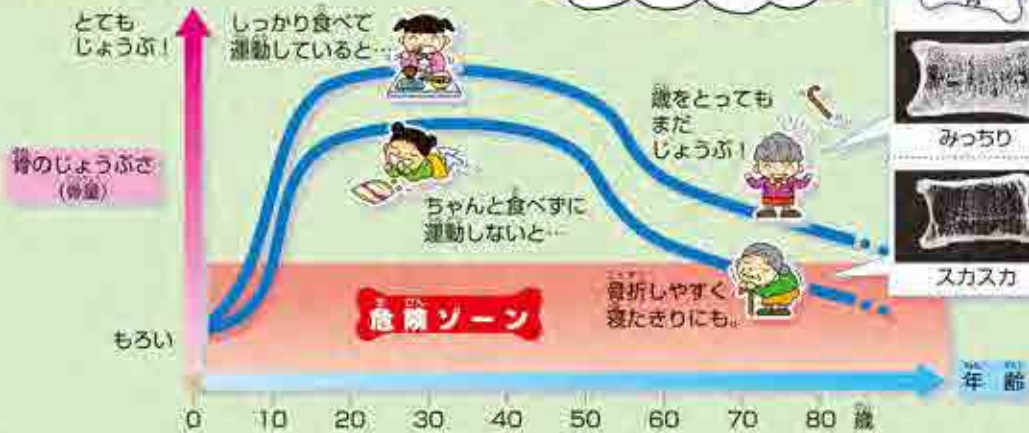 とても
じょうぶ！
しっかり食べて
運動していると…
歳をとっても
まだ
じょうぶ！
みっちり
骨のじょうぶさ
(骨量)
ちゃんと食べずに
運動しないと…
スカスカ
骨折しやすく
寝たきりにも。
危険ゾーン
もろい
年齢
0 10 20 30 40 50 60 70 80 歳